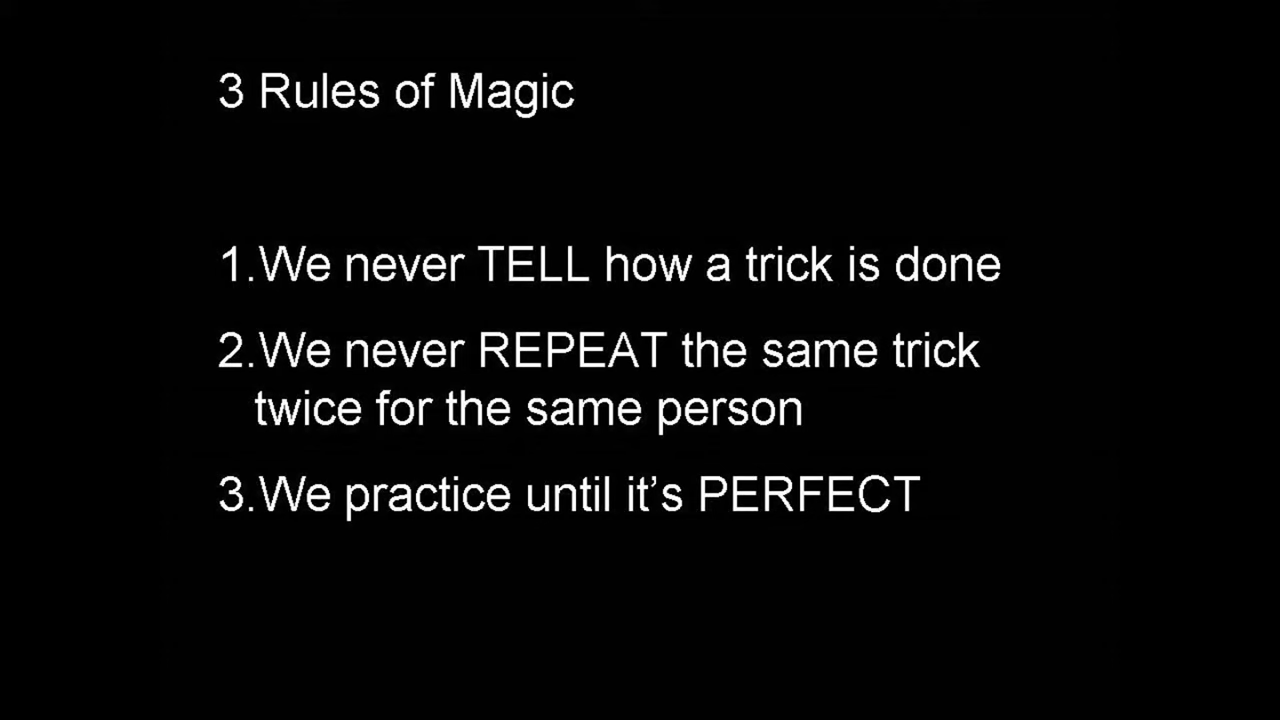 3 Rules of Magic
1.We never TELL how a trick is done
2.We never REPEAT the same trick
twice for the same person
3.We practice until it’s PERFECT